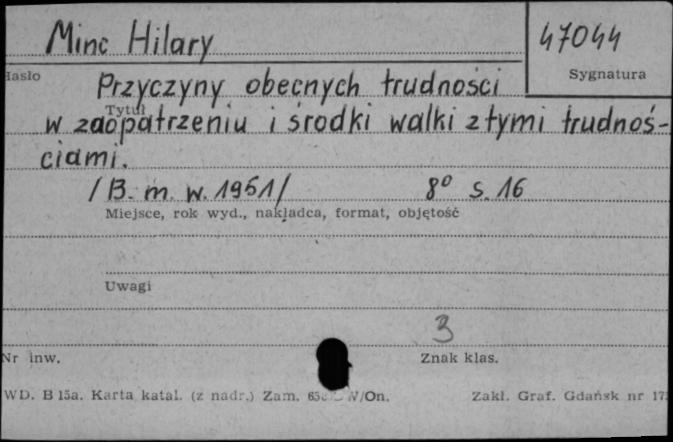 Minc Hilary
47044
Hasło
Sygnatura
Przyczyny obecnych trudności
Tytuł
w zaopatrzeniu i środki walki z tymi trudnoś-
ciami.
/B. m. w. 1951/ 8° s. 16
Miejsce, rok wyd., nakładca, format, objętość
Uwagi
3
Nr inw.
Znak klas.
WD. B 15a. Karta katal. (z nadr.) Zam. /On. Zakł. Graf. Gdańsk nr